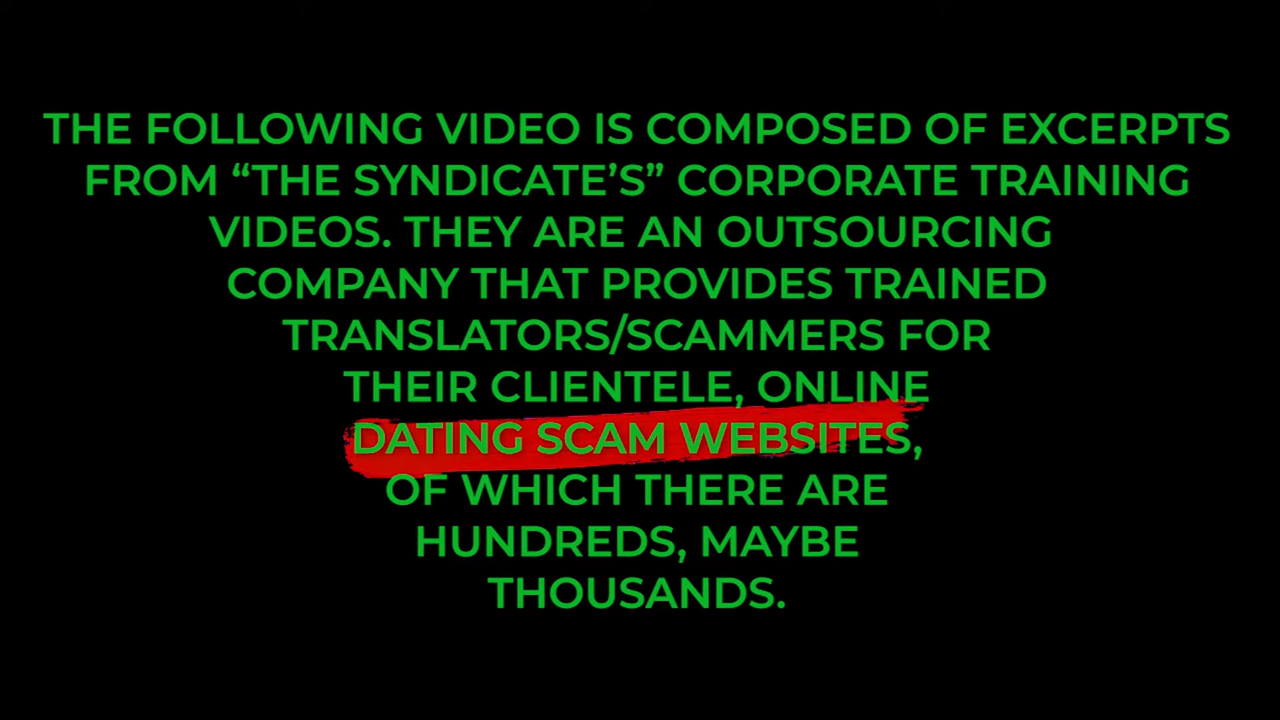 THE FOLLOWING VIDEO IS COMPOSED OF EXCERPTS
FROM “THE SYNDICATE’S” CORPORATE TRAINING
VIDEOS. THEY ARE AN OUTSOURCING
COMPANY THAT PROVIDES TRAINED
TRANSLATORS/SCAMMERS FOR
THEIR CLIENTELE, ONLINE
DATING SCAM WEBSITES,
OF WHICH THERE ARE
HUNDREDS, MAYBE
THOUSANDS.